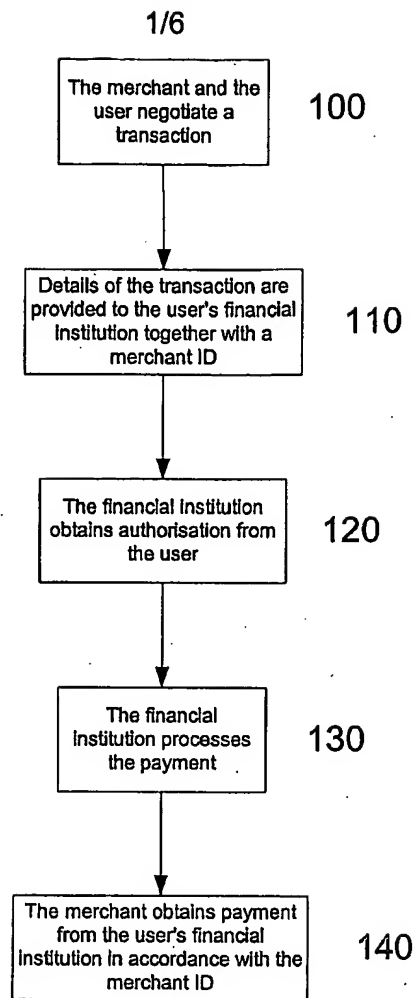 1/6
The merchant and the
user negotiate a
transaction
100
Details of the transaction are
provided to the user's financial
institution together with a
merchant ID
110
The financial institution
obtains authorisation from
the user
120
The financial
institution processes
the payment
130
The merchant obtains payment
from the user's financial
institution in accordance with the
merchant ID
140